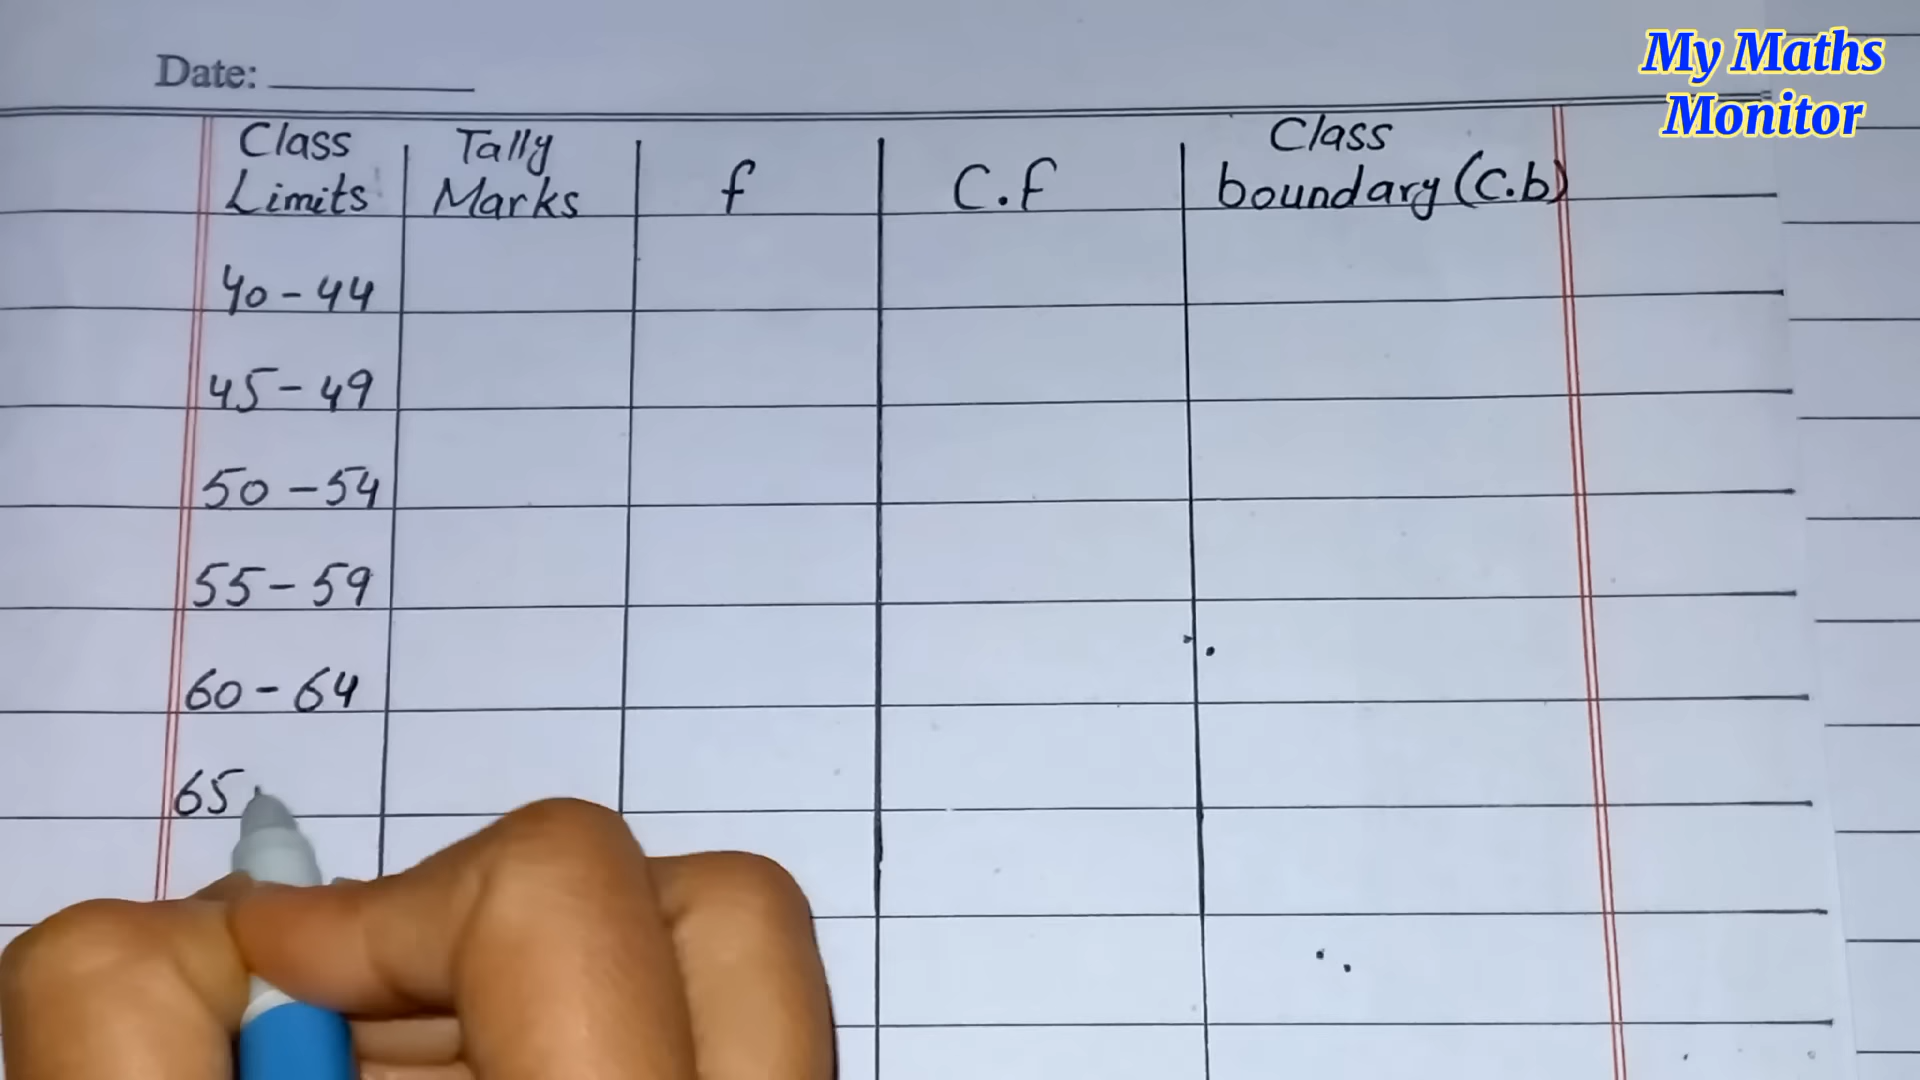 My Maths
Monitor
Date:
Class Limits
Tally Marks
f
C.F
Class boundary (C.b)
40 - 44
45 - 49
50 - 54
55 - 59
60 - 64
65